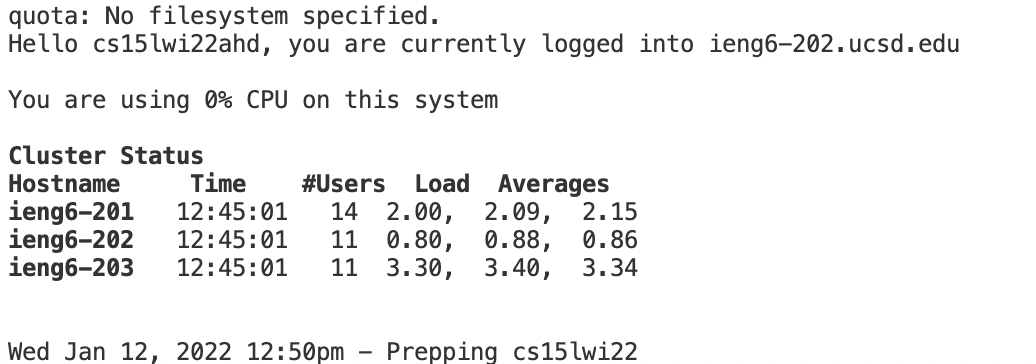 quota: No filesystem specified.
Hello cs15lwi22ahd, you are currently logged into ieng6-202.ucsd.edu
You are using 0% CPU on this system
Cluster Status
Hostname     Time    #Users  Load  Averages
ieng6-201   12:45:01   14  2.00,  2.09,  2.15
ieng6-202   12:45:01   11  0.80,  0.88,  0.86
ieng6-203   12:45:01   11  3.30,  3.40,  3.34
Wed Jan 12, 2022 12:50pm - Prepping cs15lwi22